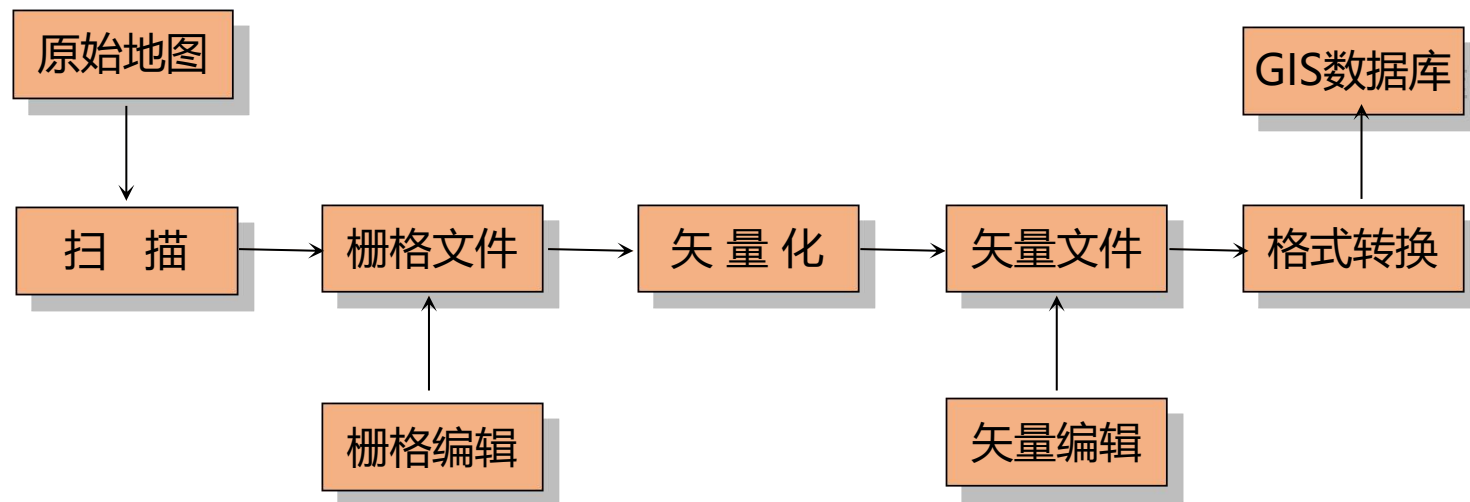 原始地图
GIS数据库
扫 描
栅格文件
矢 量 化
矢量文件
格式转换
栅格编辑
矢量编辑